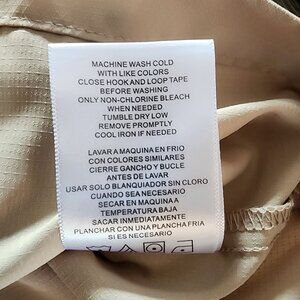 MACHINE WASH COLD
WITH LIKE COLORS
CLOSE HOOK AND LOOP TAPE
BEFORE WASHING
ONLY NON-CHLORINE BLEACH
WHEN NEEDED
TUMBLE DRY LOW
REMOVE PROMPTLY
COOL IRON IF NEEDED
LAVAR A MAQUINA EN FRIO
CON COLORES SIMILARES
CIERRE GANCHO Y BUCLE
ANTES DE LAVAR
USAR SOLO BLANQUIADOR SIN CLORO
CUANDO SEA NECESARIO
SECAR EN MAQUINA A
TEMPERATURA BAJA
SACAR INMEDIATAMENTE
PLANCHAR CON UNA PLANCHA FRIA
SI ES NECESARIO